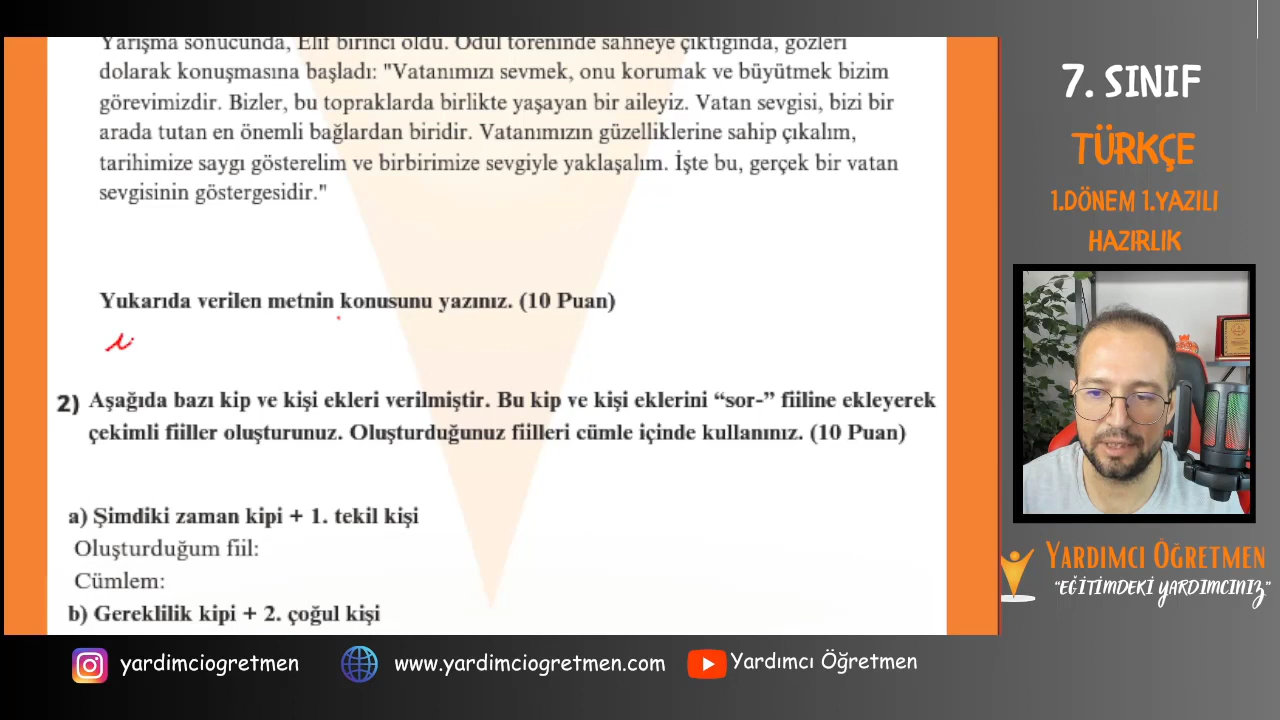 Yarışma sonucunda, Elif birinci oldu. Ödül töreninde sahneye çıktığında, gözleri
dolarak konuşmasına başladı: "Vatanımızı sevmek, onu korumak ve büyütmek bizim
görevimizdir. Bizler, bu topraklarda birlikte yaşayan bir aileyiz. Vatan sevgisi, bizi bir
arada tutan en önemli bağlardan biridir. Vatanımızın güzelliklerine sahip çıkalım,
tarihimize saygı gösterelim ve birbirimize sevgiyle yaklaşalım. İşte bu, gerçek bir vatan
sevgisinin göstergesidir."
Yukarıda verilen metnin konusunu yazınız. (10 Puan)
2) Aşağıda bazı kip ve kişi ekleri verilmiştir. Bu kip ve kişi eklerini “sor-” fiiline ekleyerek
çekimli fiiller oluşturunuz. Oluşturduğunuz fiilleri cümle içinde kullanınız. (10 Puan)
a) Şimdiki zaman kipi + 1. tekil kişi
Oluşturduğum fiil:
Cümlem:
b) Gereklilik kipi + 2. çoğul kişi
7. SINIF
TÜRKÇE
1.DÖNEM 1.YAZILI
HAZIRLIK
YARDIMCI ÖĞRETMEN
“EĞİTİMDEKİ YARDIMCINIZ”
yardimciogretmen
www.yardimciogretmen.com
Yardımcı Öğretmen